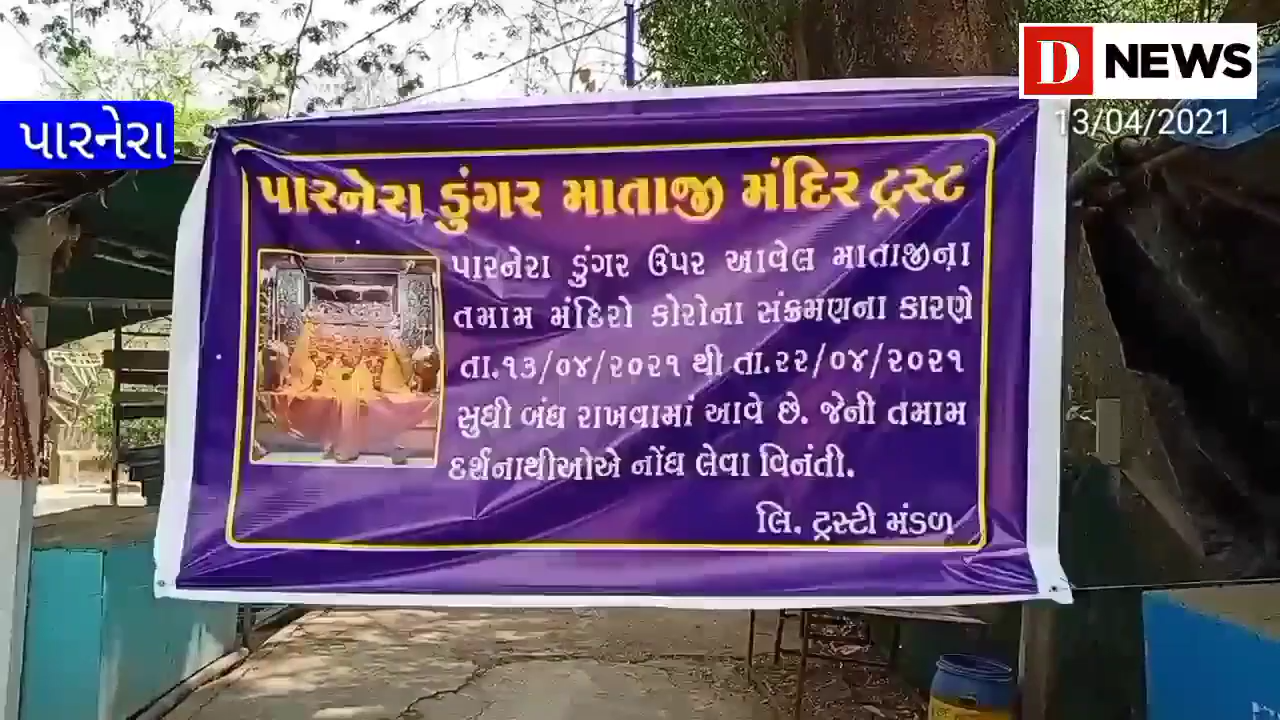 D NEWS
13/04/2021
પારનેરા
પારનેરા ડુંગર માતાજી મંદિર ટ્રસ્ટ
પારનેરા ડુંગર ઉપર આવેલ માતાજીના
તમામ મંદિરો કોરોના સંક્રમણના કારણે
તા.૧૩/૦૪/૨૦૨૧ થી તા.૨૨/૦૪/૨૦૨૧
સુધી બંધ રાખવામાં આવે છે. જેની તમામ
દર્શનાથીઓએ નોંધ લેવા વિનંતી.
લિ. ટ્રસ્ટી મંડળ